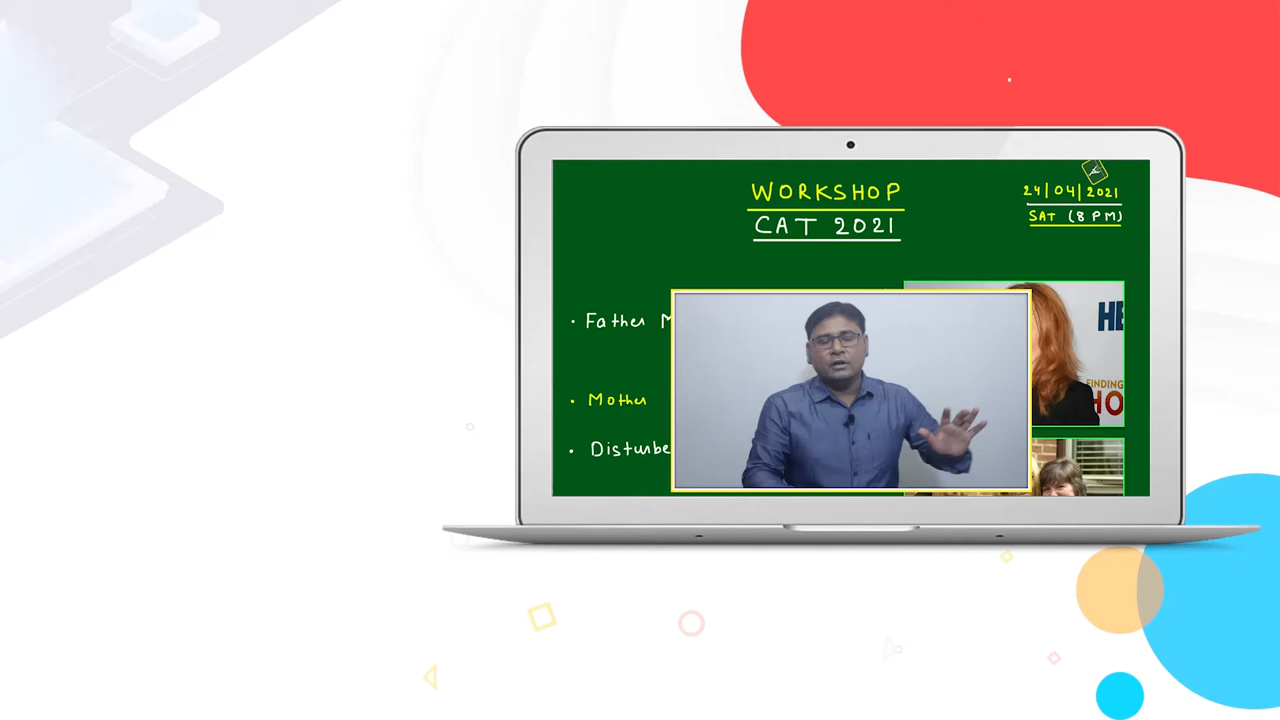 WORKSHOP
CAT 2021
24|04|2021
SAT (8 PM)
• Father
• Mother
• Disturbe
HE
FINDING
HO